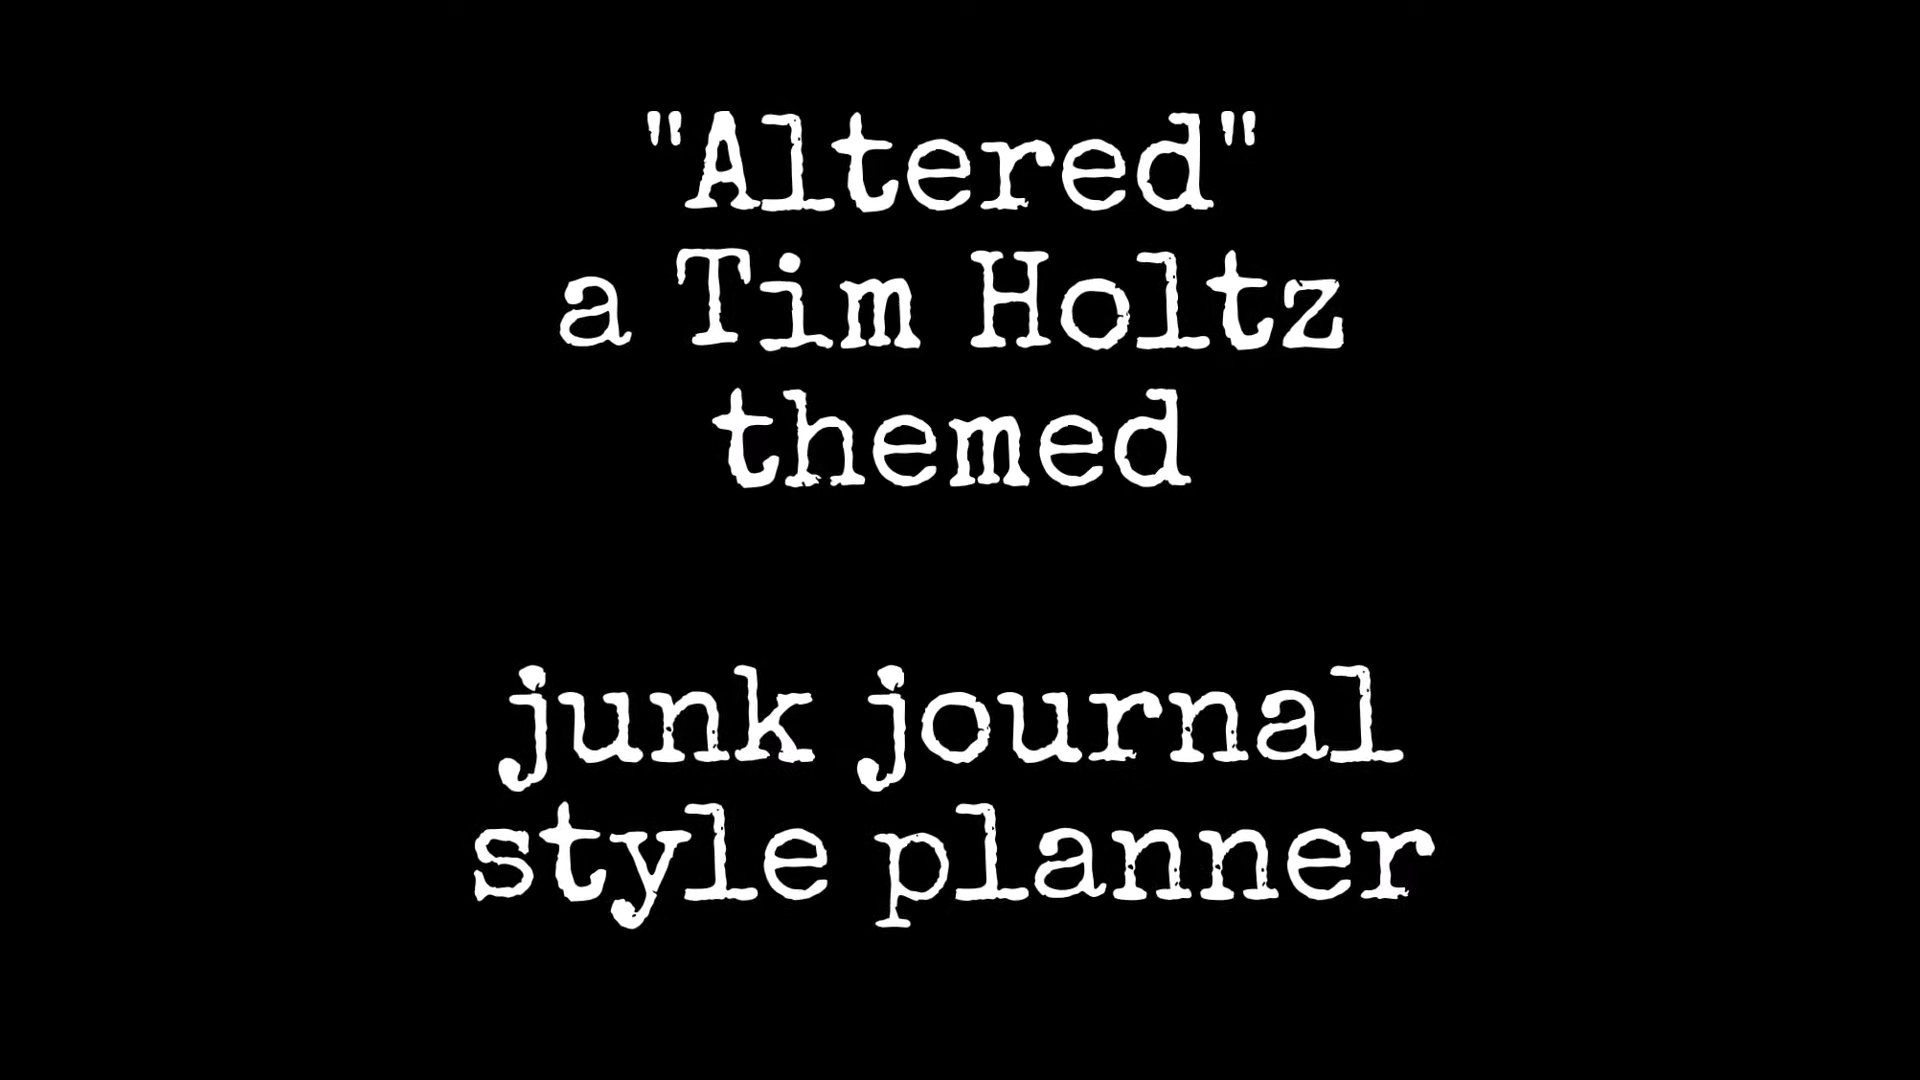 "Altered"
a Tim Holtz
themed
junk journal
style planner